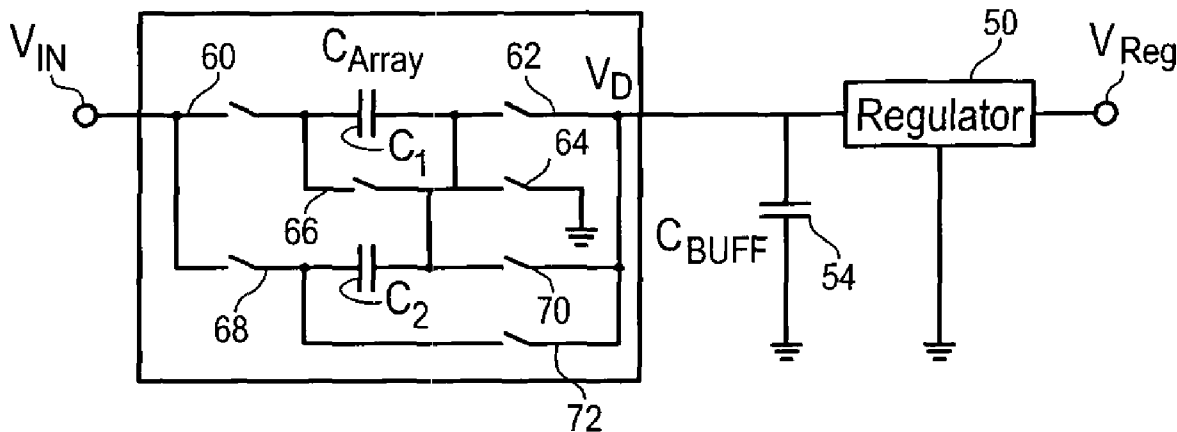 V_IN
60
C_Array
62
V_D
50
V_Reg
Regulator
C_1
64
66
C_BUFF
54
68
C_2
70
72